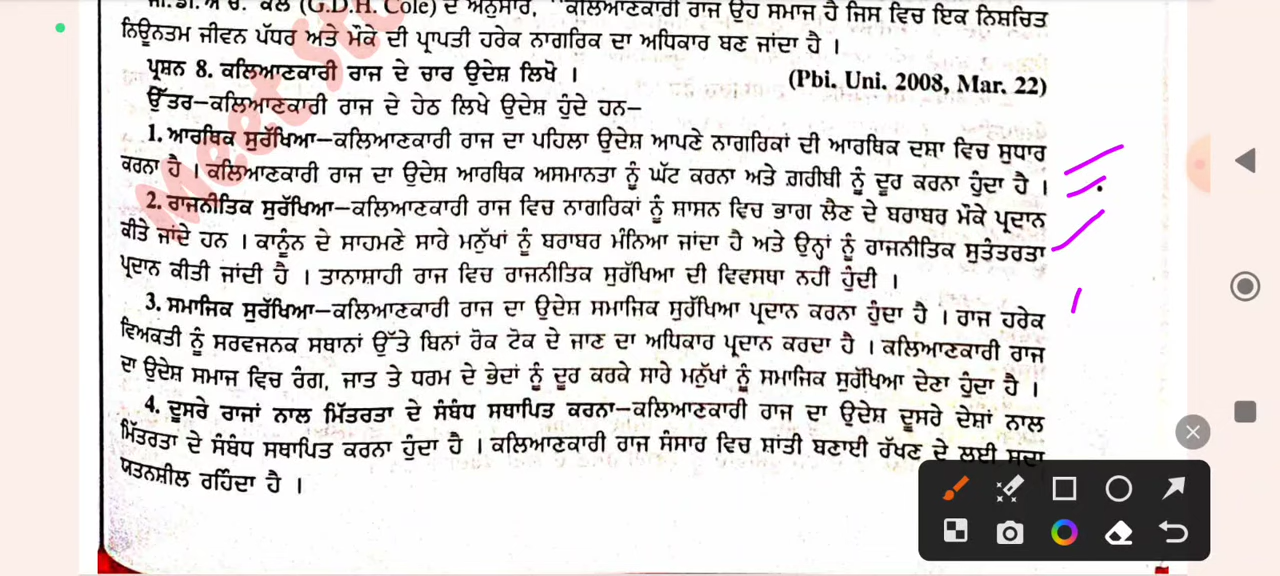 ਜੀ. ਡੀ. ਐਚ. ਕੋਲ (G.D.H. Cole) ਦੇ ਅਨੁਸਾਰ, "ਕਲਿਆਣਕਾਰੀ ਰਾਜ ਉਹ ਸਮਾਜ ਹੈ ਜਿਸ ਵਿਚ ਇਕ ਨਿਸ਼ਚਿਤ
ਨਿਊਨਤਮ ਜੀਵਨ ਪੱਧਰ ਅਤੇ ਮੌਕੇ ਦੀ ਪ੍ਰਾਪਤੀ ਹਰੇਕ ਨਾਗਰਿਕ ਦਾ ਅਧਿਕਾਰ ਬਣ ਜਾਂਦਾ ਹੈ ।
ਪ੍ਰਸ਼ਨ 8. ਕਲਿਆਣਕਾਰੀ ਰਾਜ ਦੇ ਚਾਰ ਉਦੇਸ਼ ਲਿਖੋ । (Pbi. Uni. 2008, Mar. 22)
ਉੱਤਰ–ਕਲਿਆਣਕਾਰੀ ਰਾਜ ਦੇ ਹੇਠ ਲਿਖੇ ਉਦੇਸ਼ ਹੁੰਦੇ ਹਨ–
1. ਆਰਥਿਕ ਸੁਰੱਖਿਆ–ਕਲਿਆਣਕਾਰੀ ਰਾਜ ਦਾ ਪਹਿਲਾ ਉਦੇਸ਼ ਆਪਣੇ ਨਾਗਰਿਕਾਂ ਦੀ ਆਰਥਿਕ ਦਸ਼ਾ ਵਿਚ ਸੁਧਾਰ
ਕਰਨਾ ਹੈ । ਕਲਿਆਣਕਾਰੀ ਰਾਜ ਦਾ ਉਦੇਸ਼ ਆਰਥਿਕ ਅਸਮਾਨਤਾ ਨੂੰ ਘੱਟ ਕਰਨਾ ਅਤੇ ਗ਼ਰੀਬੀ ਨੂੰ ਦੂਰ ਕਰਨਾ ਹੁੰਦਾ ਹੈ ।
2. ਰਾਜਨੀਤਿਕ ਸੁਰੱਖਿਆ–ਕਲਿਆਣਕਾਰੀ ਰਾਜ ਵਿਚ ਨਾਗਰਿਕਾਂ ਨੂੰ ਸ਼ਾਸਨ ਵਿਚ ਭਾਗ ਲੈਣ ਦੇ ਬਰਾਬਰ ਮੌਕੇ ਪ੍ਰਦਾਨ
ਕੀਤੇ ਜਾਂਦੇ ਹਨ । ਕਾਨੂੰਨ ਦੇ ਸਾਹਮਣੇ ਸਾਰੇ ਮਨੁੱਖਾਂ ਨੂੰ ਬਰਾਬਰ ਮੰਨਿਆ ਜਾਂਦਾ ਹੈ ਅਤੇ ਉਨ੍ਹਾਂ ਨੂੰ ਰਾਜਨੀਤਿਕ ਸੁਤੰਤਰਤਾ
ਪ੍ਰਦਾਨ ਕੀਤੀ ਜਾਂਦੀ ਹੈ । ਤਾਨਾਸ਼ਾਹੀ ਰਾਜ ਵਿਚ ਰਾਜਨੀਤਿਕ ਸੁਰੱਖਿਆ ਦੀ ਵਿਵਸਥਾ ਨਹੀਂ ਹੁੰਦੀ ।
3. ਸਮਾਜਿਕ ਸੁਰੱਖਿਆ–ਕਲਿਆਣਕਾਰੀ ਰਾਜ ਦਾ ਉਦੇਸ਼ ਸਮਾਜਿਕ ਸੁਰੱਖਿਆ ਪ੍ਰਦਾਨ ਕਰਨਾ ਹੁੰਦਾ ਹੈ । ਰਾਜ ਹਰੇਕ
ਵਿਅਕਤੀ ਨੂੰ ਸਰਵਜਨਕ ਸਥਾਨਾਂ ਉੱਤੇ ਬਿਨਾਂ ਰੋਕ ਟੋਕ ਦੇ ਜਾਣ ਦਾ ਅਧਿਕਾਰ ਪ੍ਰਦਾਨ ਕਰਦਾ ਹੈ । ਕਲਿਆਣਕਾਰੀ ਰਾਜ
ਦਾ ਉਦੇਸ਼ ਸਮਾਜ ਵਿਚ ਰੰਗ, ਜਾਤ ਤੇ ਧਰਮ ਦੇ ਭੇਦਾਂ ਨੂੰ ਦੂਰ ਕਰਕੇ ਸਾਰੇ ਮਨੁੱਖਾਂ ਨੂੰ ਸਮਾਜਿਕ ਸੁਰੱਖਿਆ ਦੇਣਾ ਹੁੰਦਾ ਹੈ ।
4. ਦੂਸਰੇ ਰਾਜਾਂ ਨਾਲ ਮਿੱਤਰਤਾ ਦੇ ਸੰਬੰਧ ਸਥਾਪਿਤ ਕਰਨਾ–ਕਲਿਆਣਕਾਰੀ ਰਾਜ ਦਾ ਉਦੇਸ਼ ਦੂਸਰੇ ਦੇਸ਼ਾਂ ਨਾਲ
ਮਿੱਤਰਤਾ ਦੇ ਸੰਬੰਧ ਸਥਾਪਿਤ ਕਰਨਾ ਹੁੰਦਾ ਹੈ । ਕਲਿਆਣਕਾਰੀ ਰਾਜ ਸੰਸਾਰ ਵਿਚ ਸ਼ਾਂਤੀ ਬਣਾਈ ਰੱਖਣ ਦੇ ਲਈ ਸਦਾ
ਯਤਨਸ਼ੀਲ ਰਹਿੰਦਾ ਹੈ ।
Meet